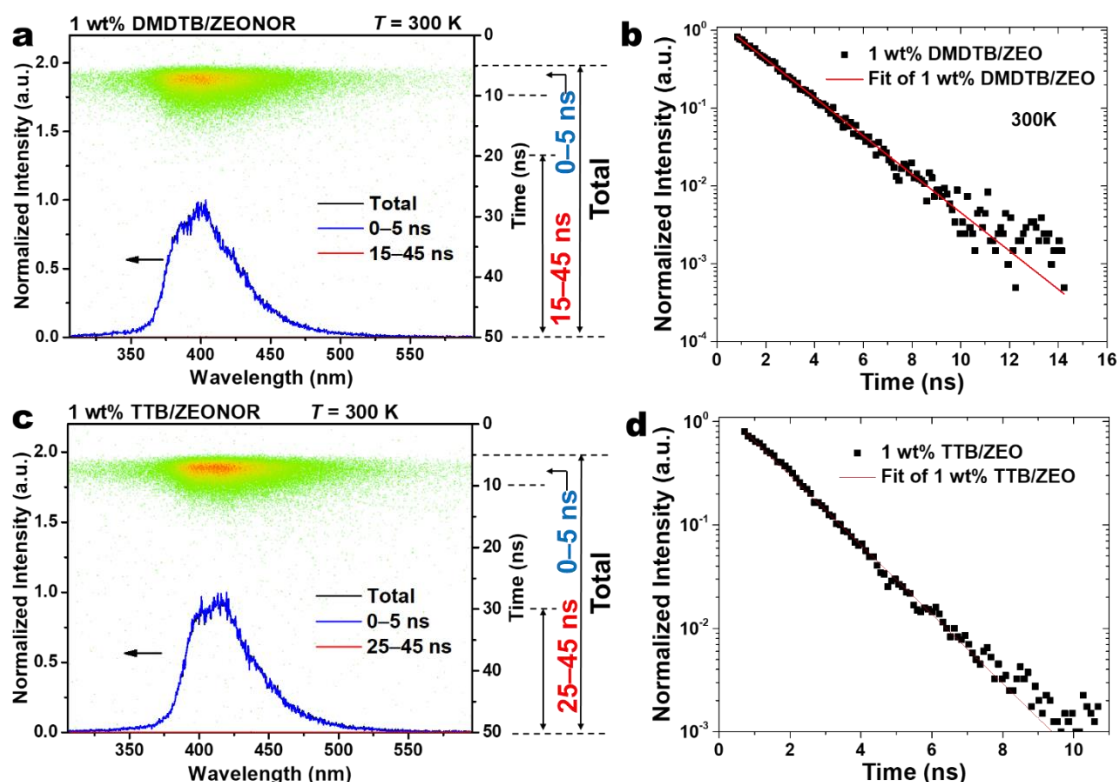 a
1 wt% DMDTB/ZEONOR T = 300 K
Normalized Intensity (a.u.)
2.0
1.5
1.0
0.5
0.0
350 400 450 500 550
Wavelength (nm)
Total
0–5 ns
15–45 ns
0
10
20
30
40
50
Time (ns)
15–45 ns
0–5 ns
Total
b
Normalized Intensity (a.u.)
10⁰
10⁻¹
10⁻²
10⁻³
10⁻⁴
0 2 4 6 8 10 12 14 16
Time (ns)
1 wt% DMDTB/ZEO
Fit of 1 wt% DMDTB/ZEO
300K
c
1 wt% TTB/ZEONOR T = 300 K
Normalized Intensity (a.u.)
2.0
1.5
1.0
0.5
0.0
350 400 450 500 550
Wavelength (nm)
Total
0–5 ns
25–45 ns
0
10
20
30
40
50
Time (ns)
25–45 ns
0–5 ns
Total
d
Normalized Intensity (a.u.)
10⁰
10⁻¹
10⁻²
10⁻³
0 2 4 6 8 10
Time (ns)
1 wt% TTB/ZEO
Fit of 1 wt% TTB/ZEO